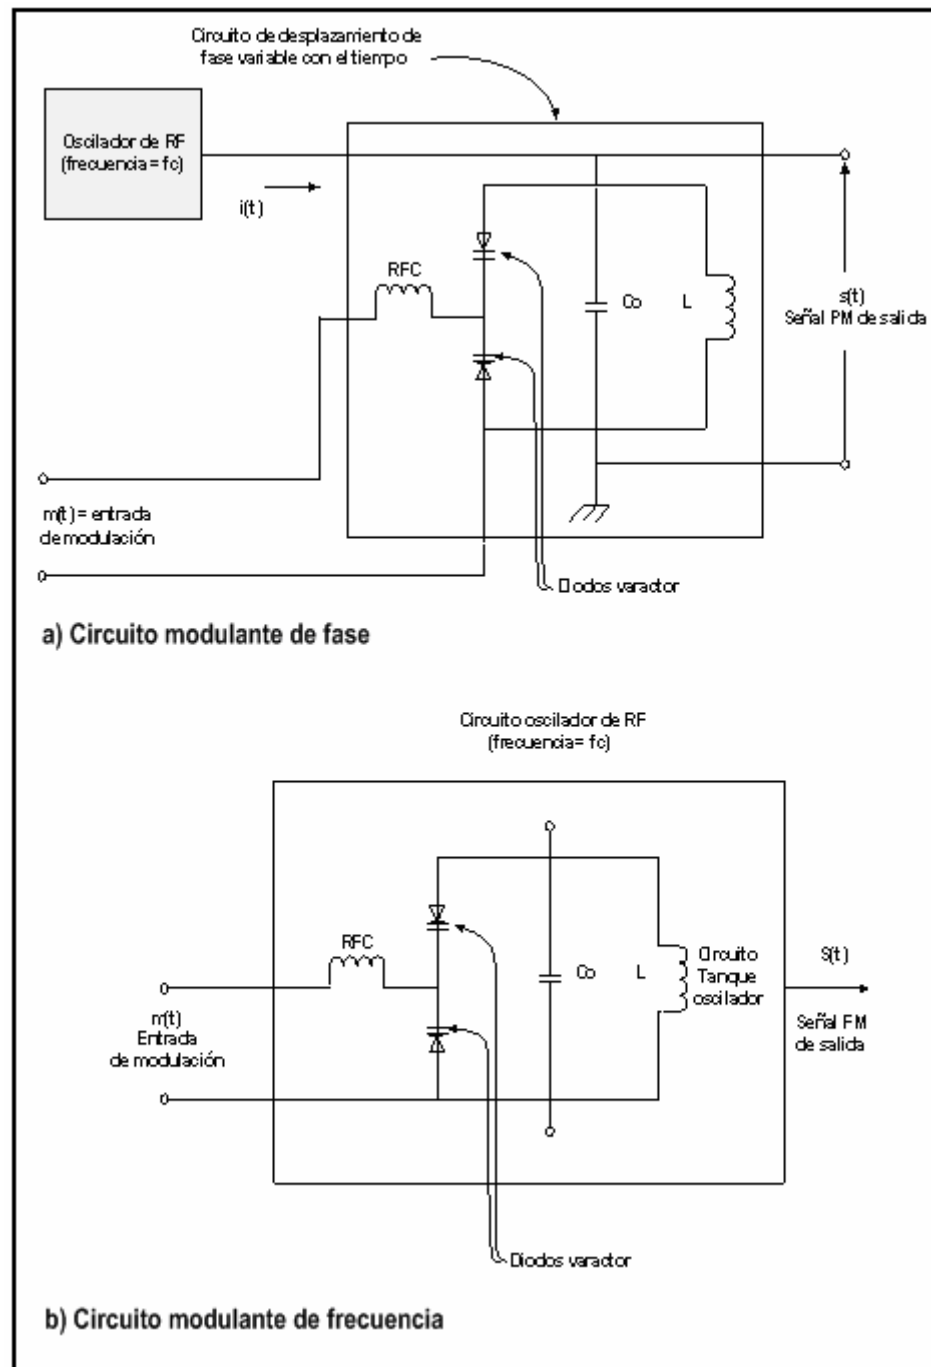 Circuito de desplazamiento de
fase variable con el tiempo
Oscilador de RF
(frecuencia= fc)
i(t)
RFC
Co
L
s(t)
Señal PM de salida
m(t) = entrada
de modulación
Diodos varactor
a) Circuito modulante de fase
Circuito oscilador de RF
(frecuencia= fc)
RFC
Co
L
Circuito
Tanque
oscilador
S(t)
Señal FM
de salida
m(t)
Entrada
de modulación
Diodos varactor
b) Circuito modulante de frecuencia